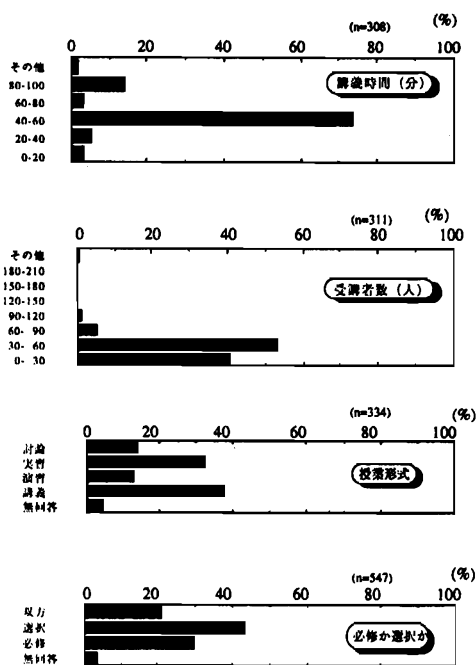 (n=308) (%)
0 20 40 60 80 100
その他
80-100
60-80
40-60
20-40
0-20
講義時間 (分)
(n=311) (%)
0 20 40 60 80 100
その他
180-210
150-180
120-150
90-120
60- 90
30- 60
0- 30
受講者数 (人)
(n=334) (%)
0 20 40 60 80 100
討論
実習
演習
講義
無回答
授業形式
(n=547) (%)
0 20 40 60 80 100
双方
選択
必修
無回答
必修か選択か